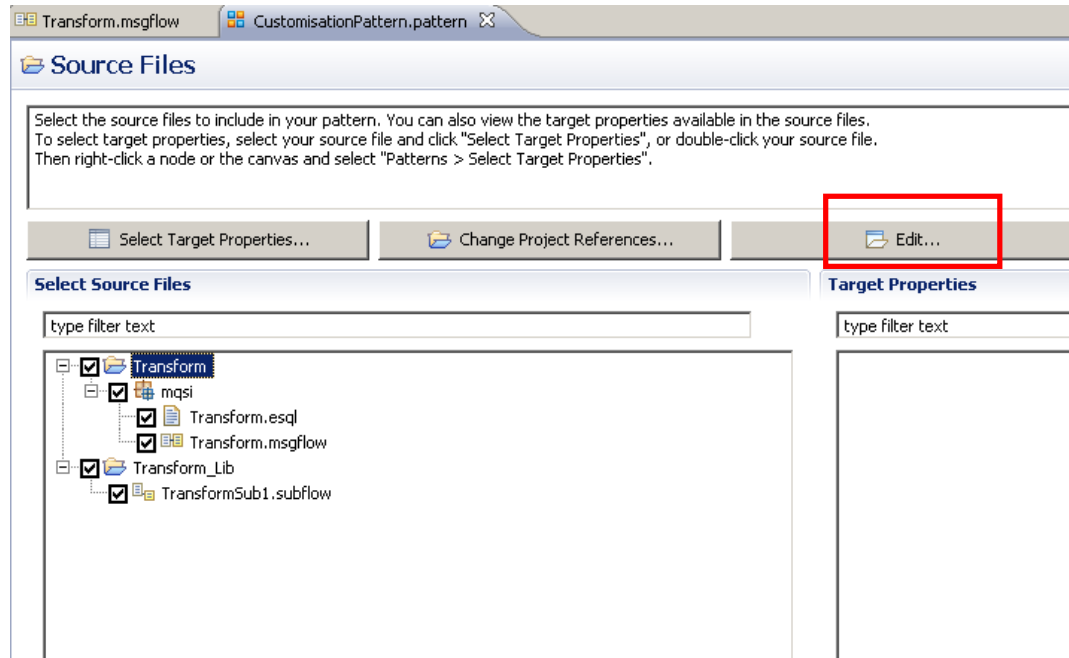 Transform.msgflow
CustomisationPattern.pattern
Source Files
Select the source files to include in your pattern. You can also view the target properties available in the source files.
To select target properties, select your source file and click "Select Target Properties", or double-click your source file.
Then right-click a node or the canvas and select "Patterns > Select Target Properties".
Select Target Properties...
Change Project References...
Edit...
Select Source Files
Target Properties
type filter text
type filter text
Transform
mqsi
Transform.esql
Transform.msgflow
Transform_Lib
TransformSub1.subflow